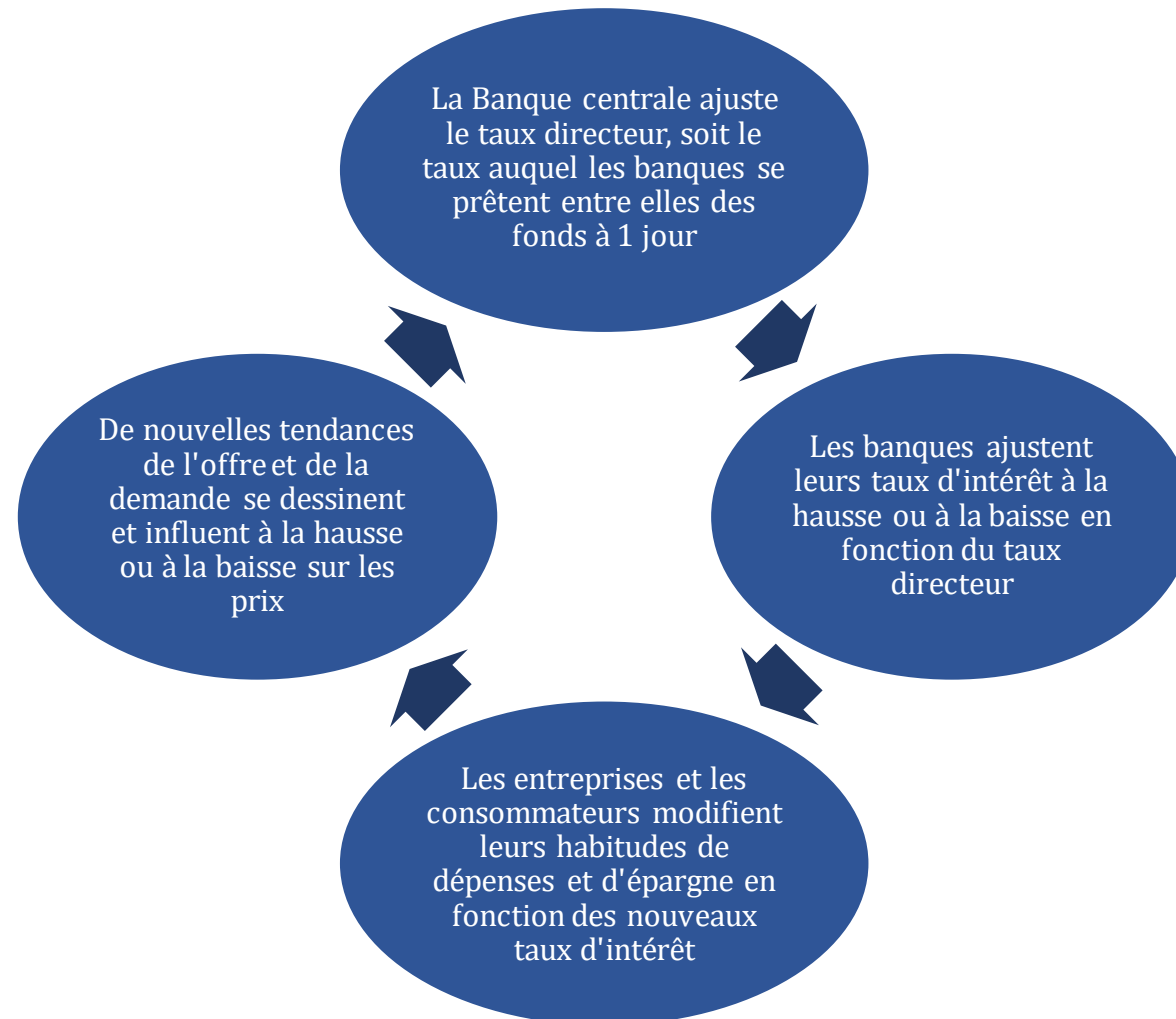 La Banque centrale ajuste
le taux directeur, soit le
taux auquel les banques se
prêtent entre elles des
fonds à 1 jour
Les banques ajustent
leurs taux d'intérêt à la
hausse ou à la baisse en
fonction du taux
directeur
Les entreprises et les
consommateurs modifient
leurs habitudes de
dépenses et d'épargne en
fonction des nouveaux
taux d'intérêt
De nouvelles tendances
de l'offre et de la
demande se dessinent
et influent à la hausse
ou à la baisse sur les
prix